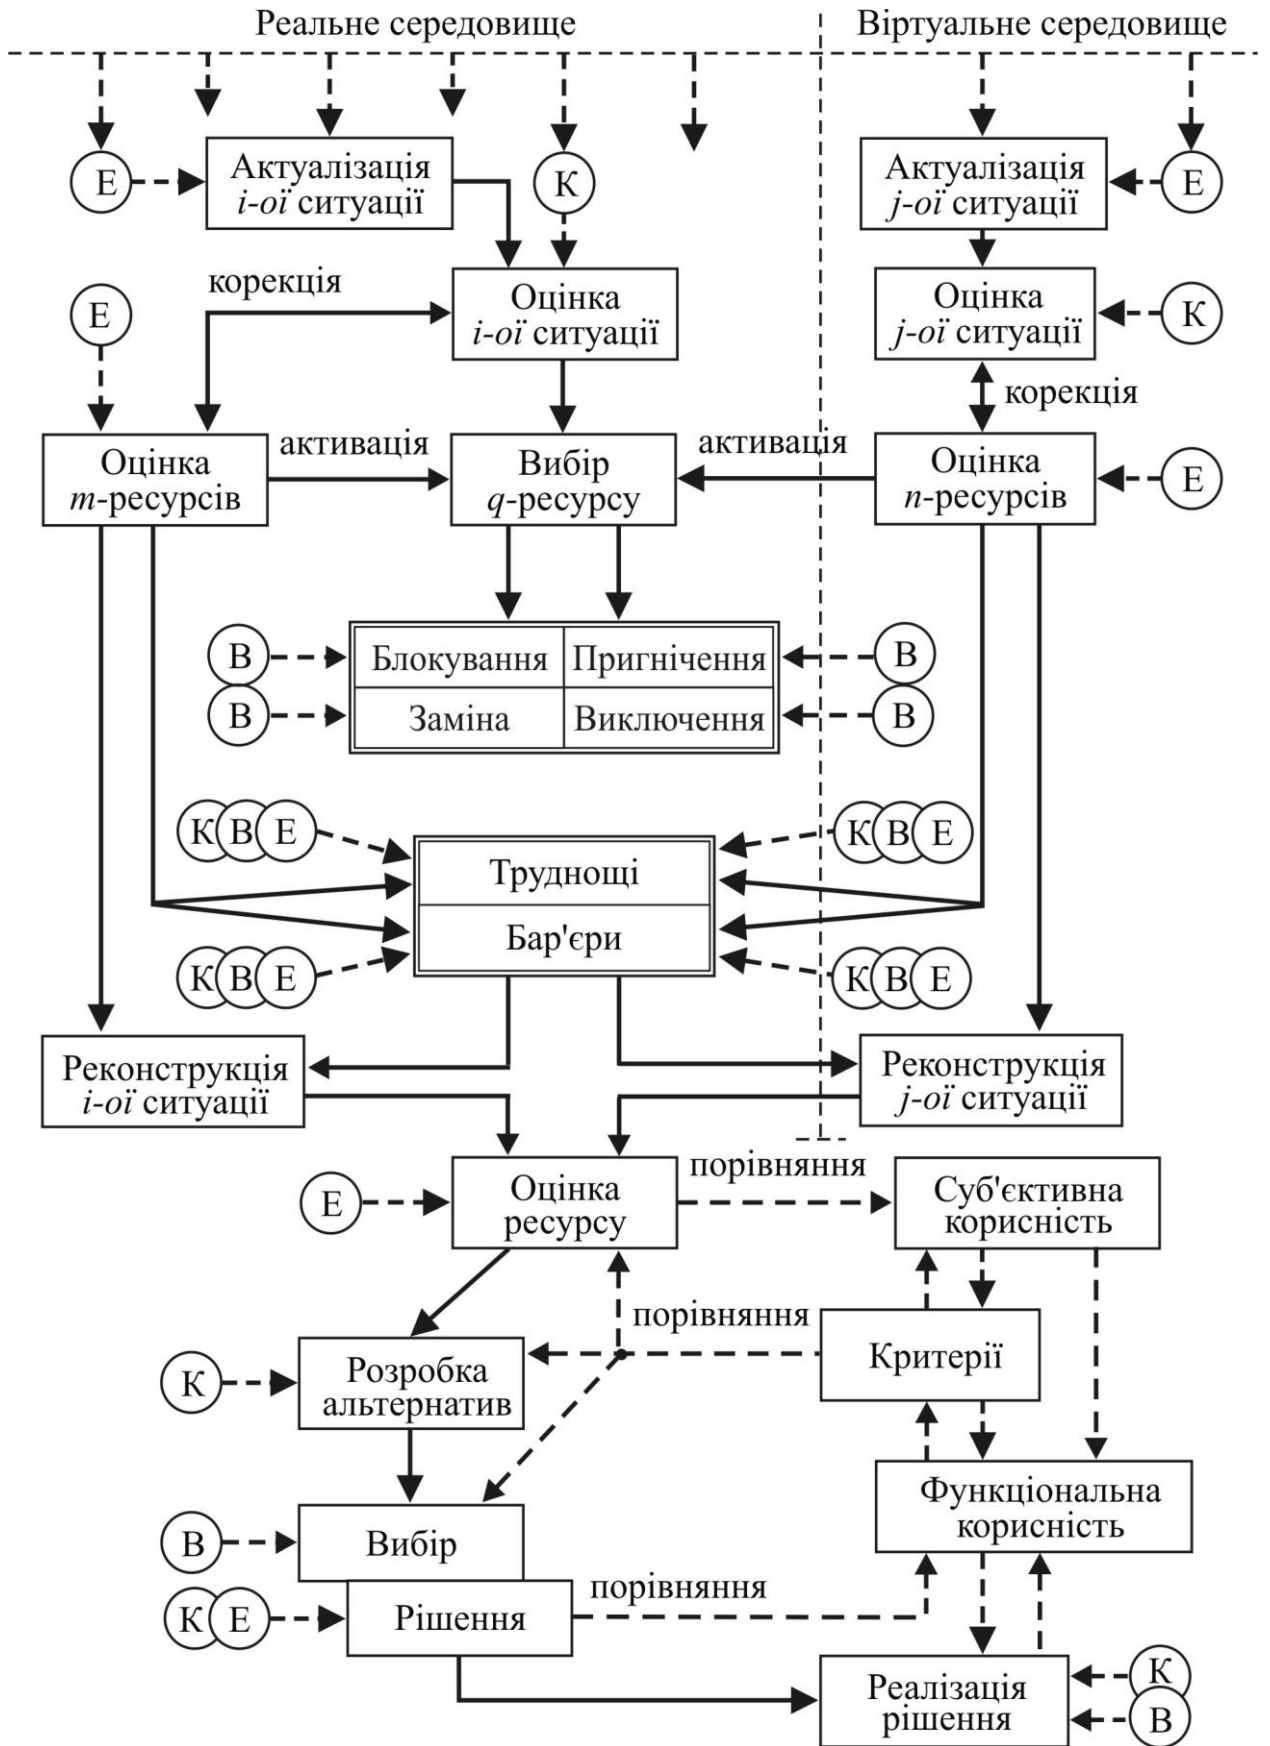 Реальне середовище
Віртуальне середовище
Е
Актуалізація
i-ої ситуації
К
Актуалізація
j-ої ситуації
Е
корекція
Е
Оцінка
i-ої ситуації
Оцінка
j-ої ситуації
К
корекція
Оцінка
m-ресурсів
активація
Вибір
q-ресурсу
активація
Оцінка
n-ресурсів
Е
В
Блокування
Пригнічення
В
В
Заміна
Виключення
В
К В Е
Труднощі
К В Е
Бар'єри
К В Е
К В Е
Реконструкція
i-ої ситуації
Реконструкція
j-ої ситуації
Е
Оцінка
ресурсу
порівняння
Суб'єктивна
корисність
порівняння
К
Розробка
альтернатив
Критерії
Функціональна
корисність
В
Вибір
К Е
Рішення
порівняння
Реалізація
рішення
К
В